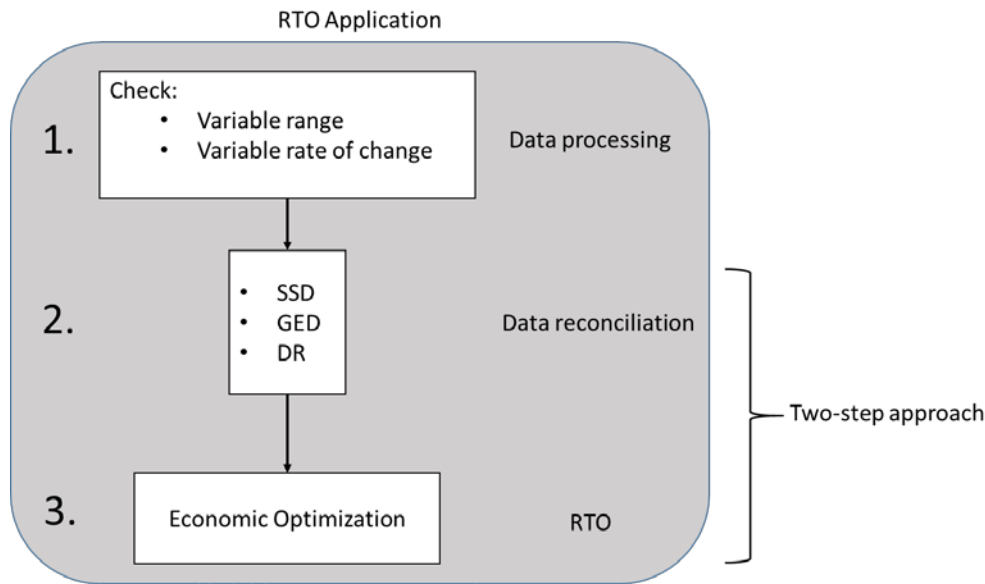 RTO Application
Check:
• Variable range
• Variable rate of change
1.
Data processing
• SSD
• GED
• DR
2.
Data reconciliation
Two-step approach
3.
Economic Optimization
RTO